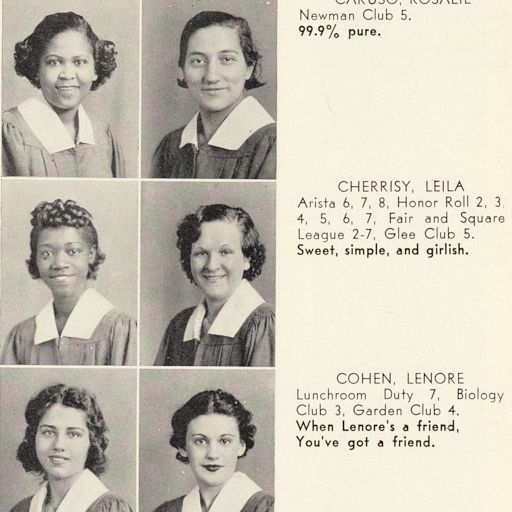 CARUSO, ROSALIE
Newman Club 5.
99.9% pure.
CHERRISY, LEILA
Arista 6, 7, 8, Honor Roll 2, 3,
4, 5, 6, 7, Fair and Square
League 2-7, Glee Club 5.
Sweet, simple, and girlish.
COHEN, LENORE
Lunchroom Duty 7, Biology
Club 3, Garden Club 4.
When Lenore's a friend,
You've got a friend.